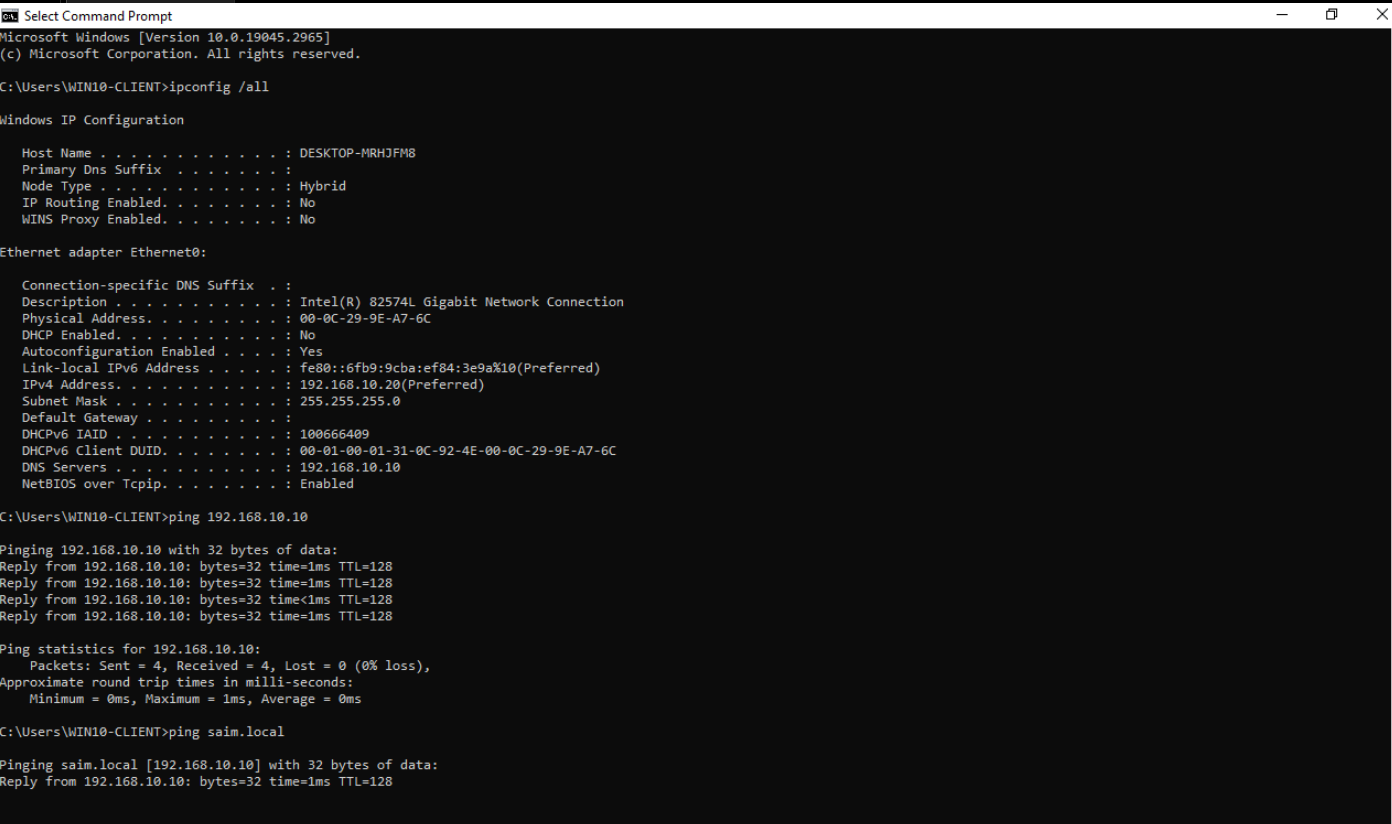 Select Command Prompt
Microsoft Windows [Version 10.0.19045.2965]
(c) Microsoft Corporation. All rights reserved.
C:\Users\WIN10-CLIENT>ipconfig /all
Windows IP Configuration
Host Name . . . . . . . . . . . . : DESKTOP-MRHJFM8
Primary Dns Suffix  . . . . . . . :
Node Type . . . . . . . . . . . . : Hybrid
IP Routing Enabled. . . . . . . . : No
WINS Proxy Enabled. . . . . . . . : No
Ethernet adapter Ethernet0:
Connection-specific DNS Suffix  . :
Description . . . . . . . . . . . : Intel(R) 82574L Gigabit Network Connection
Physical Address. . . . . . . . . : 00-0C-29-9E-A7-6C
DHCP Enabled. . . . . . . . . . . : No
Autoconfiguration Enabled . . . . : Yes
Link-local IPv6 Address . . . . . : fe80::6fb9:9cba:ef84:3e9a%10(Preferred)
IPv4 Address. . . . . . . . . . . : 192.168.10.20(Preferred)
Subnet Mask . . . . . . . . . . . : 255.255.255.0
Default Gateway . . . . . . . . . :
DHCPv6 IAID . . . . . . . . . . . : 100666409
DHCPv6 Client DUID. . . . . . . . : 00-01-00-01-31-0C-92-4E-00-0C-29-9E-A7-6C
DNS Servers . . . . . . . . . . . : 192.168.10.10
NetBIOS over Tcpip. . . . . . . . : Enabled
C:\Users\WIN10-CLIENT>ping 192.168.10.10
Pinging 192.168.10.10 with 32 bytes of data:
Reply from 192.168.10.10: bytes=32 time=1ms TTL=128
Reply from 192.168.10.10: bytes=32 time=1ms TTL=128
Reply from 192.168.10.10: bytes=32 time<1ms TTL=128
Reply from 192.168.10.10: bytes=32 time=1ms TTL=128
Ping statistics for 192.168.10.10:
Packets: Sent = 4, Received = 4, Lost = 0 (0% loss),
Approximate round trip times in milli-seconds:
Minimum = 0ms, Maximum = 1ms, Average = 0ms
C:\Users\WIN10-CLIENT>ping saim.local
Pinging saim.local [192.168.10.10] with 32 bytes of data:
Reply from 192.168.10.10: bytes=32 time=1ms TTL=128